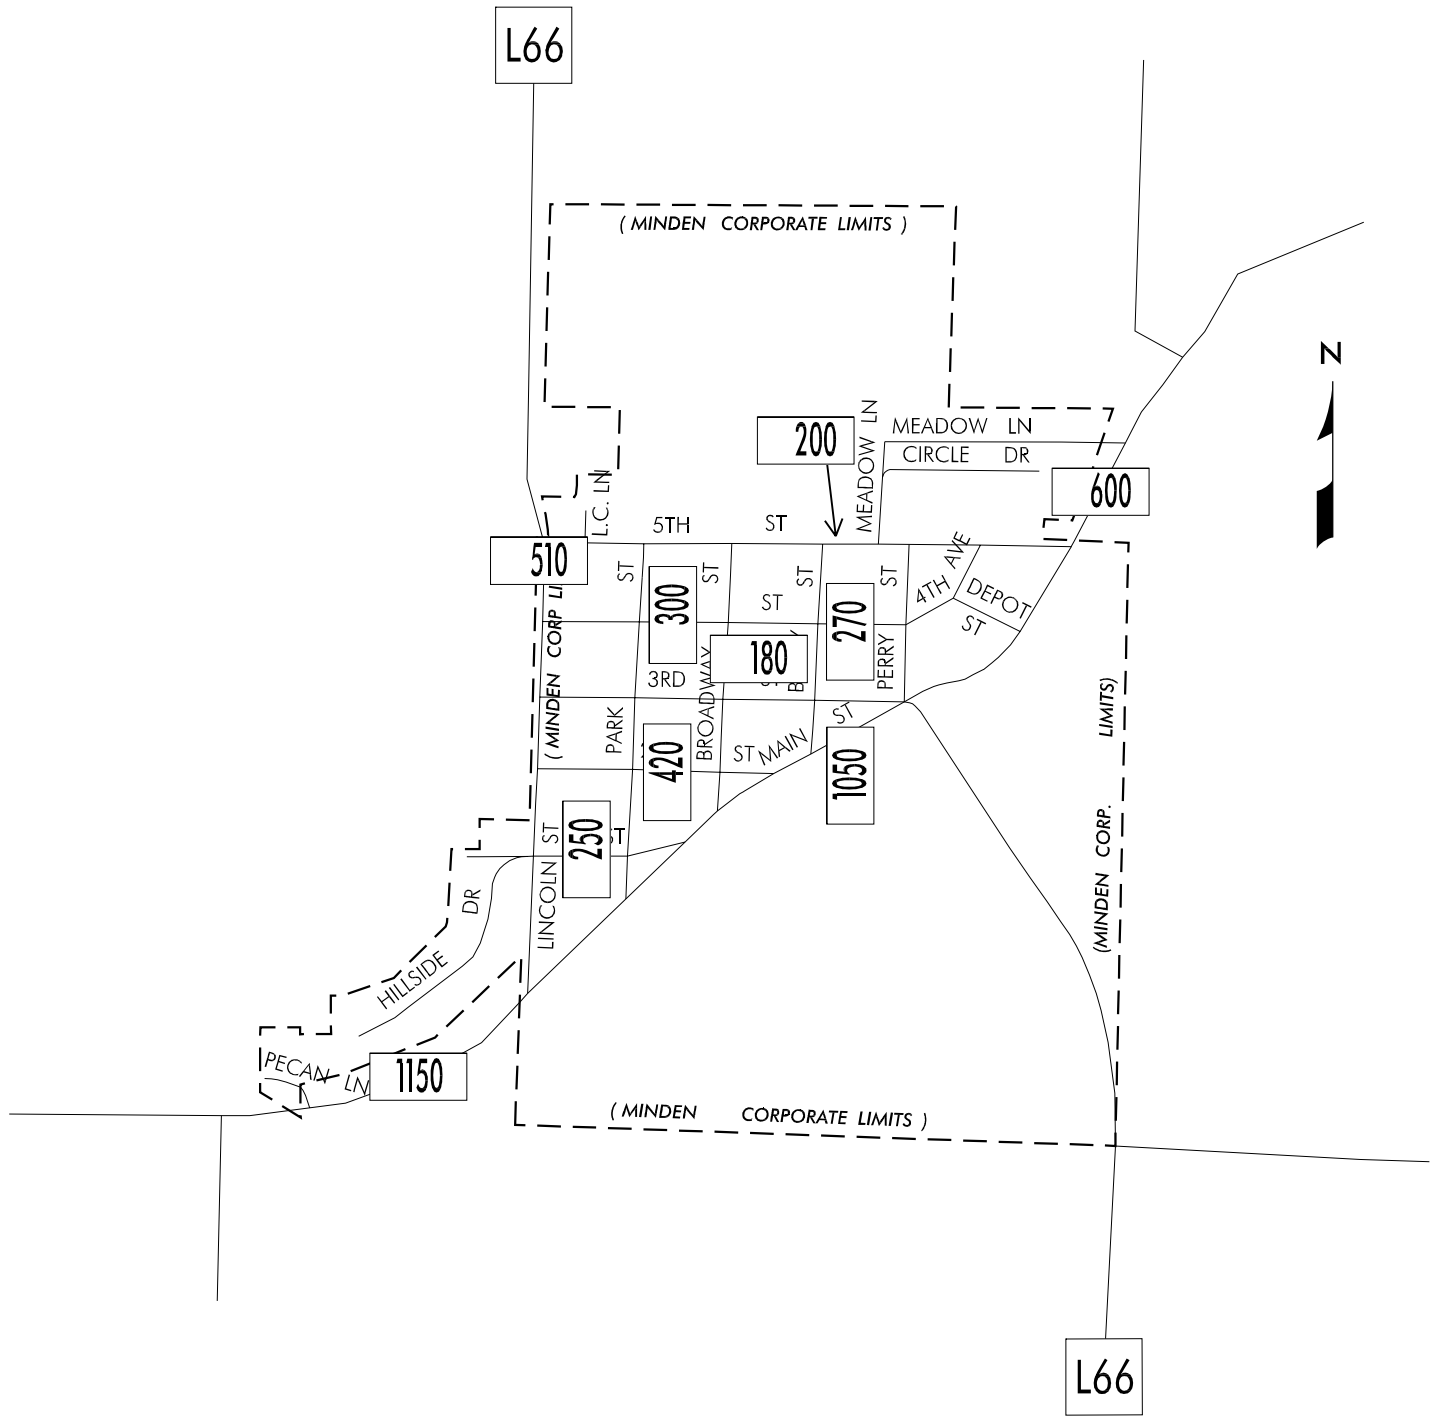 L66
( MINDEN CORPORATE LIMITS )
N
200
MEADOW LN
MEADOW LN
CIRCLE DR
600
L.C. LN
5TH ST
510
4TH AVE
DEPOT ST
( MINDEN CORP
300
ST
ST
ST
ST
ST
270
180
PERRY
3RD
PARK
BROADWAY
420
ST
MAIN ST
1050
(MINDEN CORP. LIMITS)
250
LINCOLN ST
HILLSIDE DR
PECAN LN
1150
( MINDEN CORPORATE LIMITS )
L66